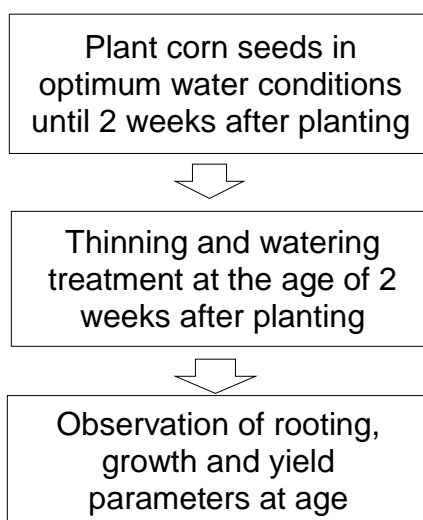 Plant corn seeds in
optimum water conditions
until 2 weeks after planting
Thinning and watering
treatment at the age of 2
weeks after planting
Observation of rooting,
growth and yield
parameters at age